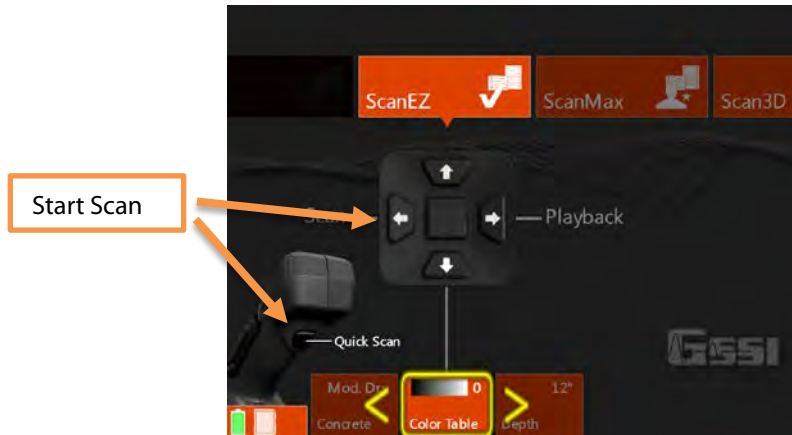 ScanEZ
ScanMax
Scan3D
Start Scan
Playback
Quick Scan
GSSI
Mod. Dry
0
12"
Concrete
Color Table
Depth